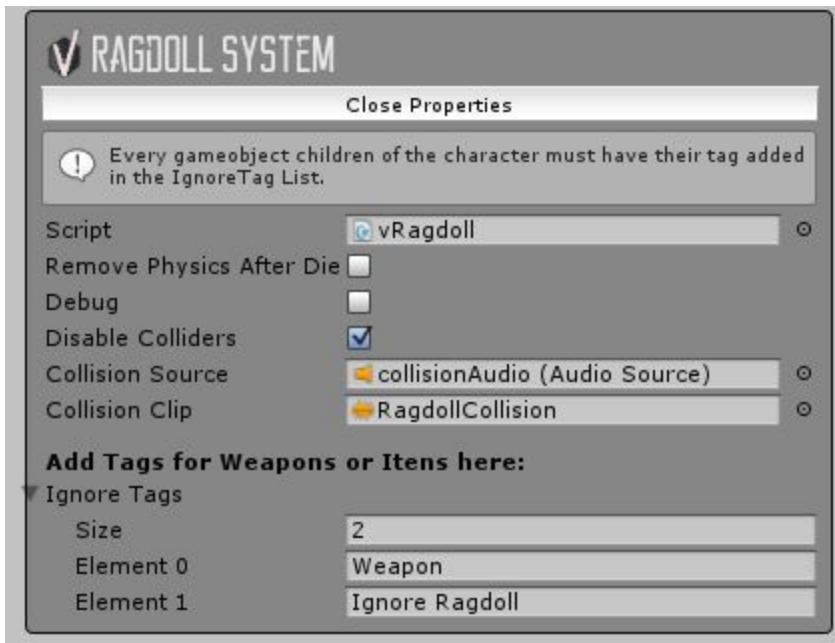 RAGDOLL SYSTEM
Close Properties
Every gameobject children of the character must have their tag added
in the IgnoreTag List.
Script vRagdoll
Remove Physics After Die
Debug
Disable Colliders
Collision Source collisionAudio (Audio Source)
Collision Clip RagdollCollision
Add Tags for Weapons or Itens here:
Ignore Tags
Size 2
Element 0 Weapon
Element 1 Ignore Ragdoll